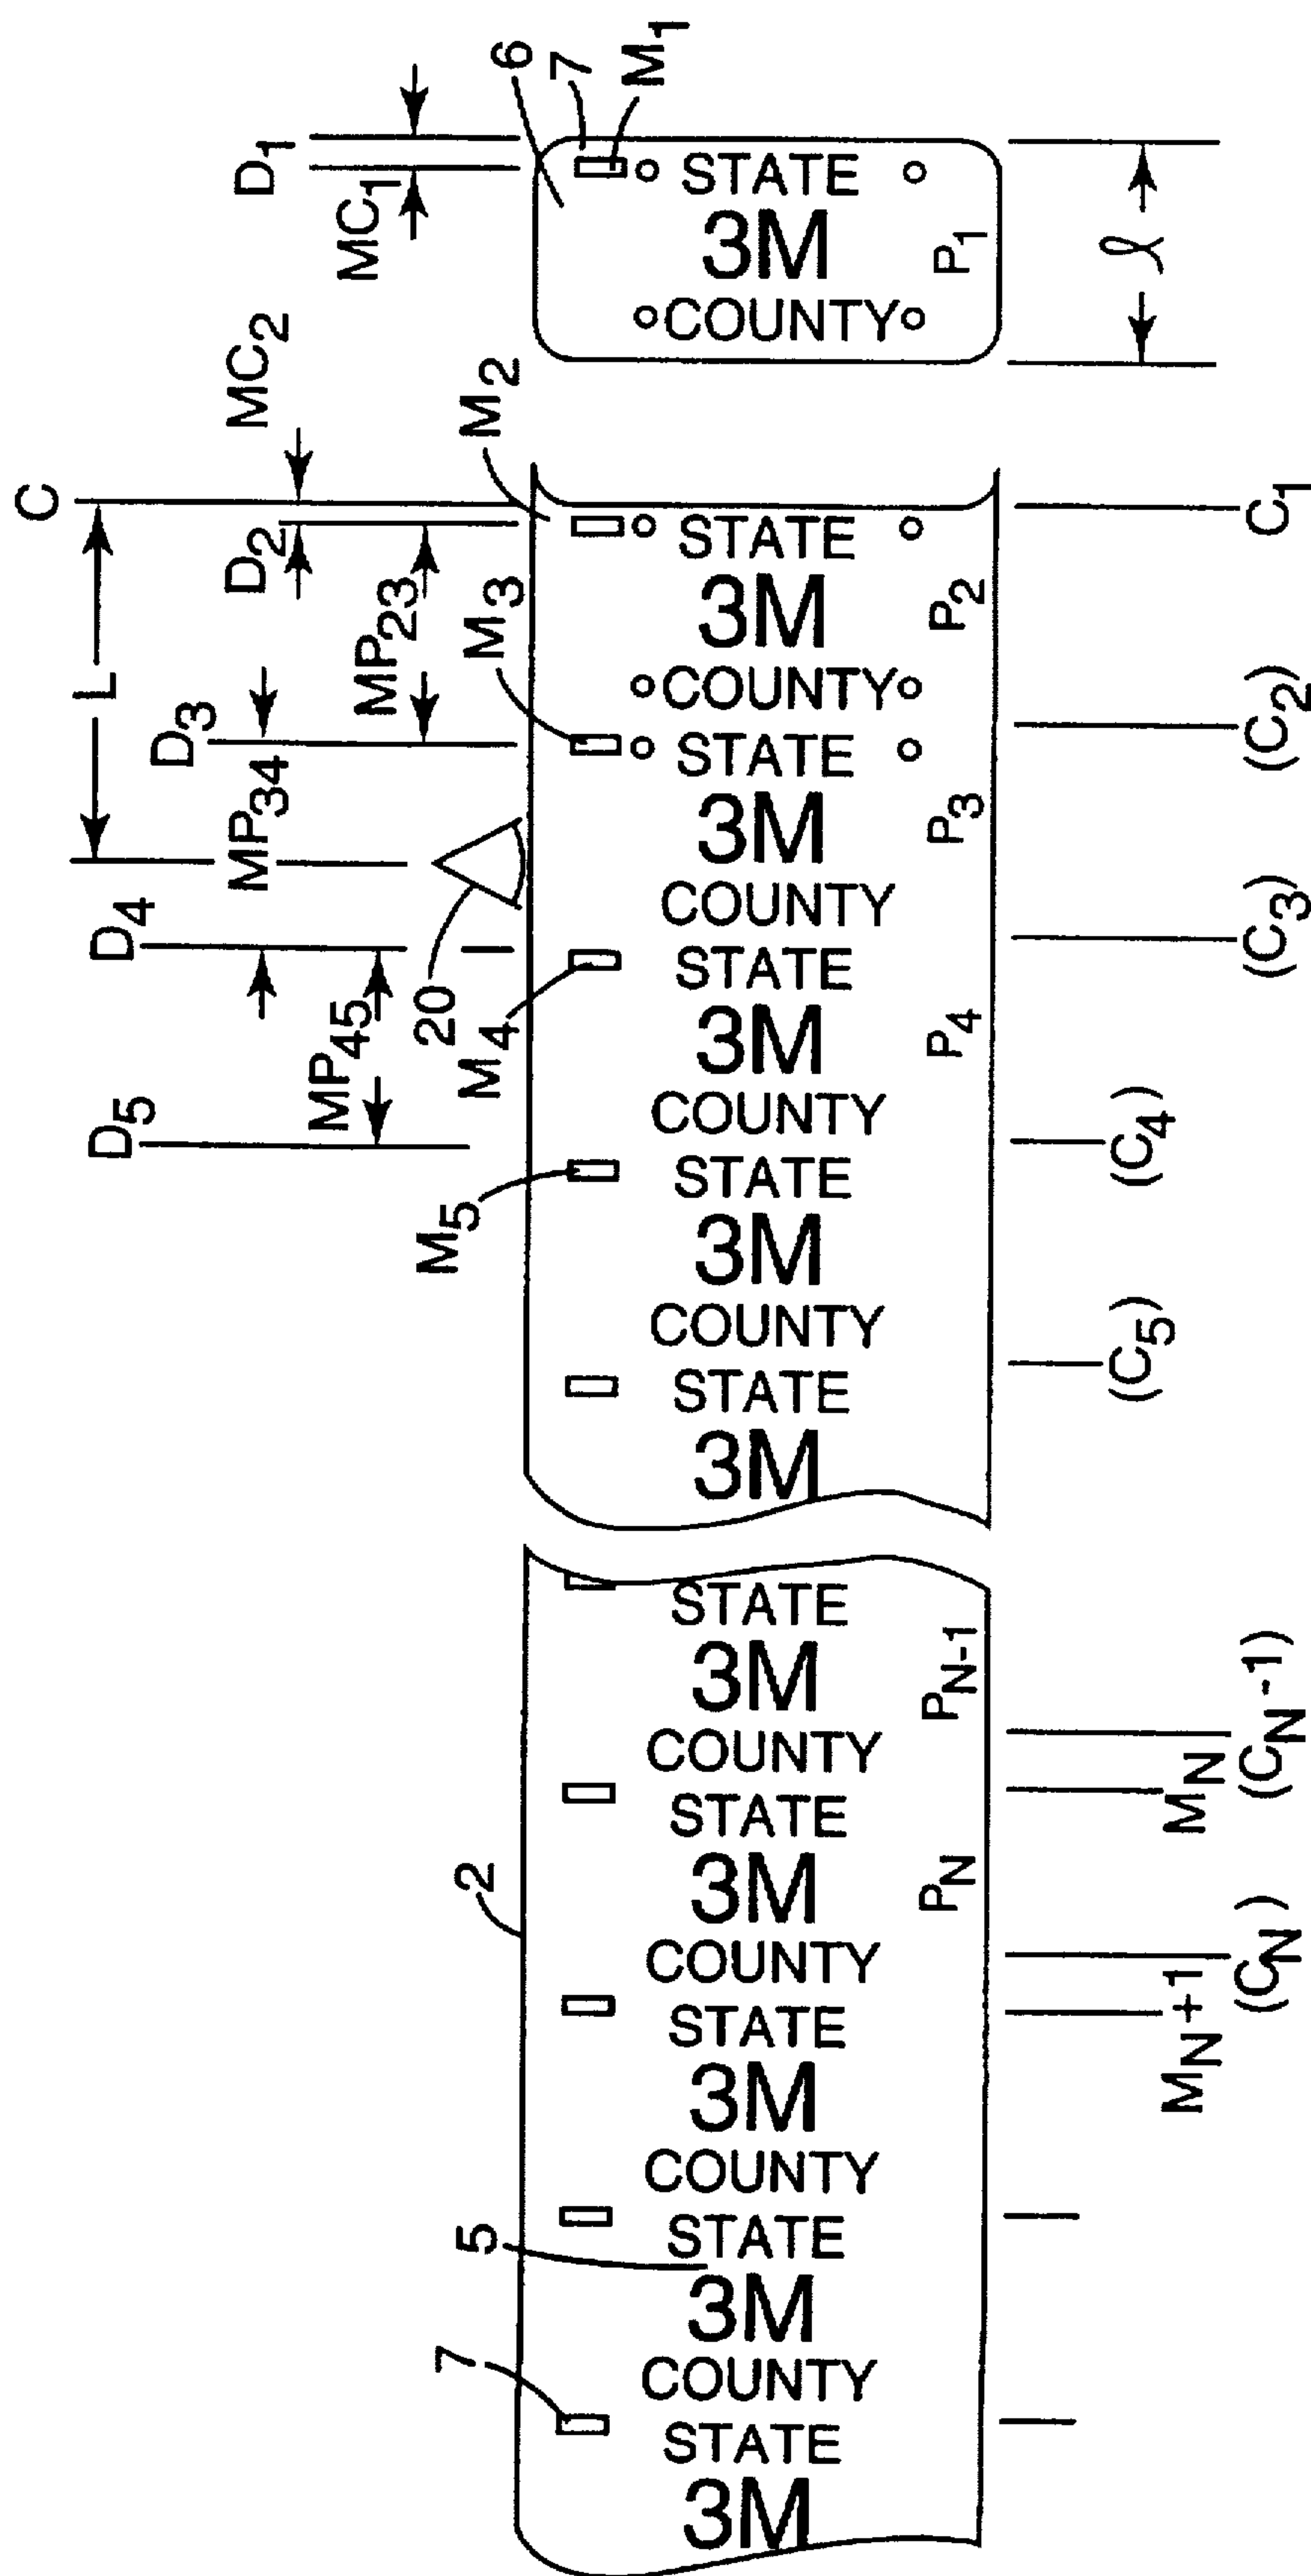 D₁
MC₁
6
7
M₁
STATE
3M
COUNTY
P₁
ℓ
C
MC₂
L
D₂
M₂
MP₂₃
D₃
M₃
MP₃₄
D₄
20
M₄
MP₄₅
D₅
M₅
STATE
3M
COUNTY
P₂
STATE
3M
COUNTY
P₃
STATE
3M
COUNTY
P₄
STATE
3M
COUNTY
STATE
3M
C₁
(C₂)
(C₃)
(C₄)
(C₅)
STATE
3M
COUNTY
Pₙ₋₁
2
STATE
3M
COUNTY
Pₙ
STATE
3M
COUNTY
5
STATE
3M
COUNTY
7
STATE
3M
(Cₙ-1)
Mₙ
(Cₙ)
Mₙ+1